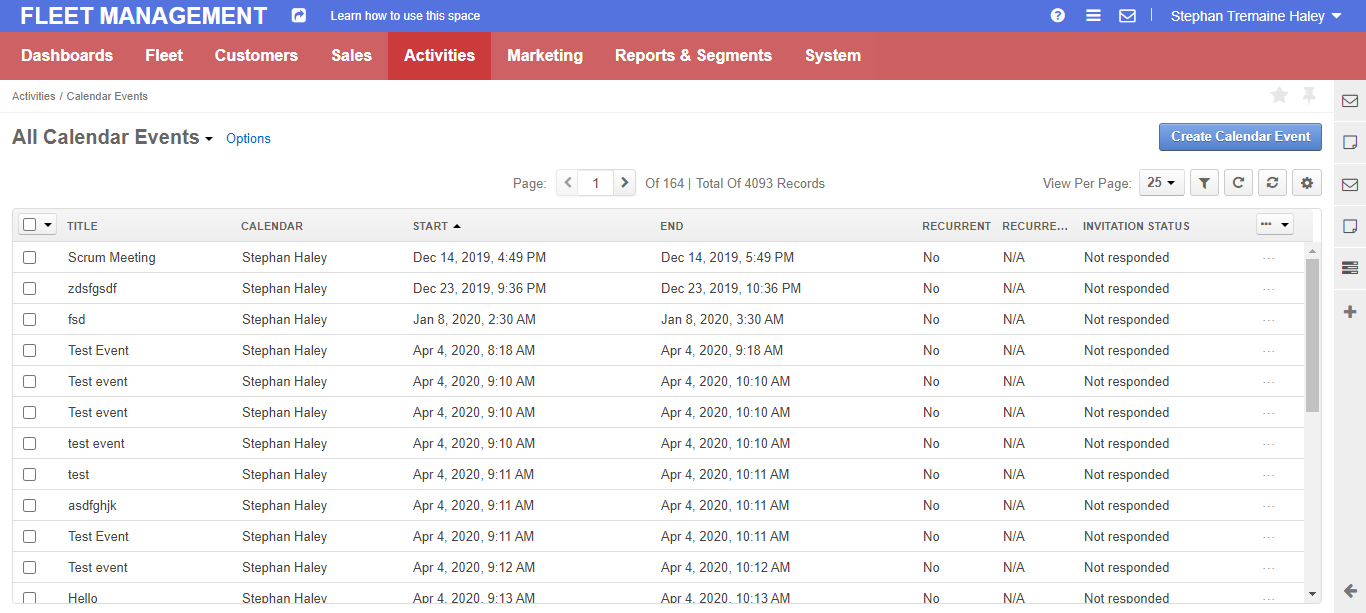 FLEET MANAGEMENT Learn how to use this space Stephan Tremaine Haley
Dashboards Fleet Customers Sales Activities Marketing Reports & Segments System
Activities / Calendar Events
All Calendar Events Options Create Calendar Event
Page: 1 Of 164 | Total Of 4093 Records View Per Page: 25
TITLE CALENDAR START END RECURRENT RECURRE... INVITATION STATUS
Scrum Meeting Stephan Haley Dec 14, 2019, 4:49 PM Dec 14, 2019, 5:49 PM No N/A Not responded
zdsfgsdf Stephan Haley Dec 23, 2019, 9:36 PM Dec 23, 2019, 10:36 PM No N/A Not responded
fsd Stephan Haley Jan 8, 2020, 2:30 AM Jan 8, 2020, 3:30 AM No N/A Not responded
Test Event Stephan Haley Apr 4, 2020, 8:18 AM Apr 4, 2020, 9:18 AM No N/A Not responded
Test event Stephan Haley Apr 4, 2020, 9:10 AM Apr 4, 2020, 10:10 AM No N/A Not responded
Test event Stephan Haley Apr 4, 2020, 9:10 AM Apr 4, 2020, 10:10 AM No N/A Not responded
test event Stephan Haley Apr 4, 2020, 9:10 AM Apr 4, 2020, 10:10 AM No N/A Not responded
test Stephan Haley Apr 4, 2020, 9:11 AM Apr 4, 2020, 10:11 AM No N/A Not responded
asdfghjk Stephan Haley Apr 4, 2020, 9:11 AM Apr 4, 2020, 10:11 AM No N/A Not responded
Test Event Stephan Haley Apr 4, 2020, 9:11 AM Apr 4, 2020, 10:11 AM No N/A Not responded
Test event Stephan Haley Apr 4, 2020, 9:12 AM Apr 4, 2020, 10:12 AM No N/A Not responded
Hello Stephan Haley Apr 4, 2020, 9:13 AM Apr 4, 2020, 10:13 AM No N/A Not responded